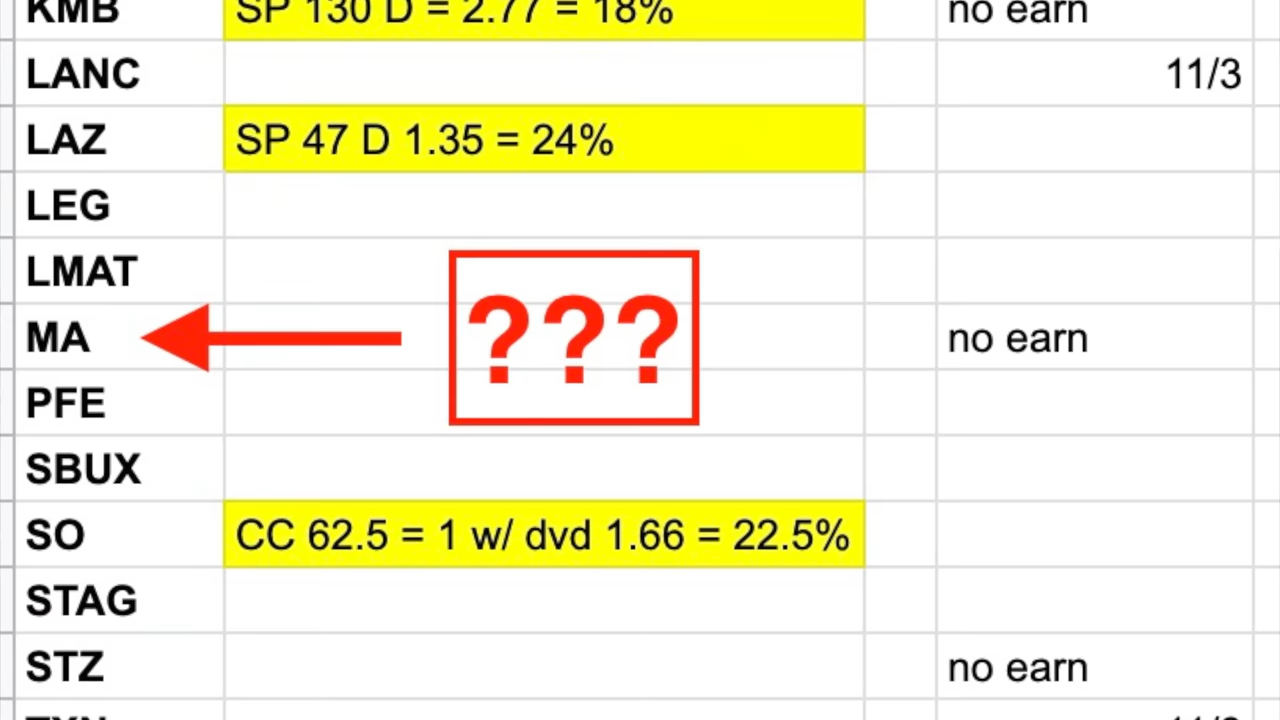 KMB SP 130 D = 2.77 = 18% no earn
LANC 11/3
LAZ SP 47 D 1.35 = 24%
LEG
LMAT
MA ??? no earn
PFE
SBUX
SO CC 62.5 = 1 w/ dvd 1.66 = 22.5%
STAG
STZ no earn